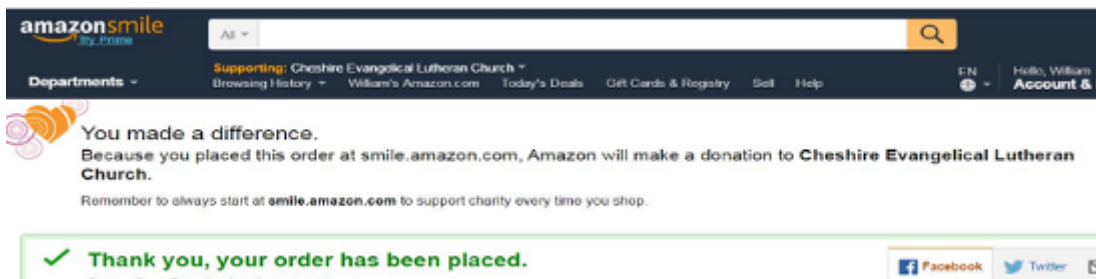 amazonsmile
Try Prime
All
Supporting: Cheshire Evangelical Lutheran Church
Departments
Browsing History William's Amazon.com Today's Deals Gift Cards & Registry Sell Help
EN
Hello, William
Account &
You made a difference.
Because you placed this order at smile.amazon.com, Amazon will make a donation to Cheshire Evangelical Lutheran
Church.
Remember to always start at smile.amazon.com to support charity every time you shop.
Thank you, your order has been placed.
Facebook Twitter